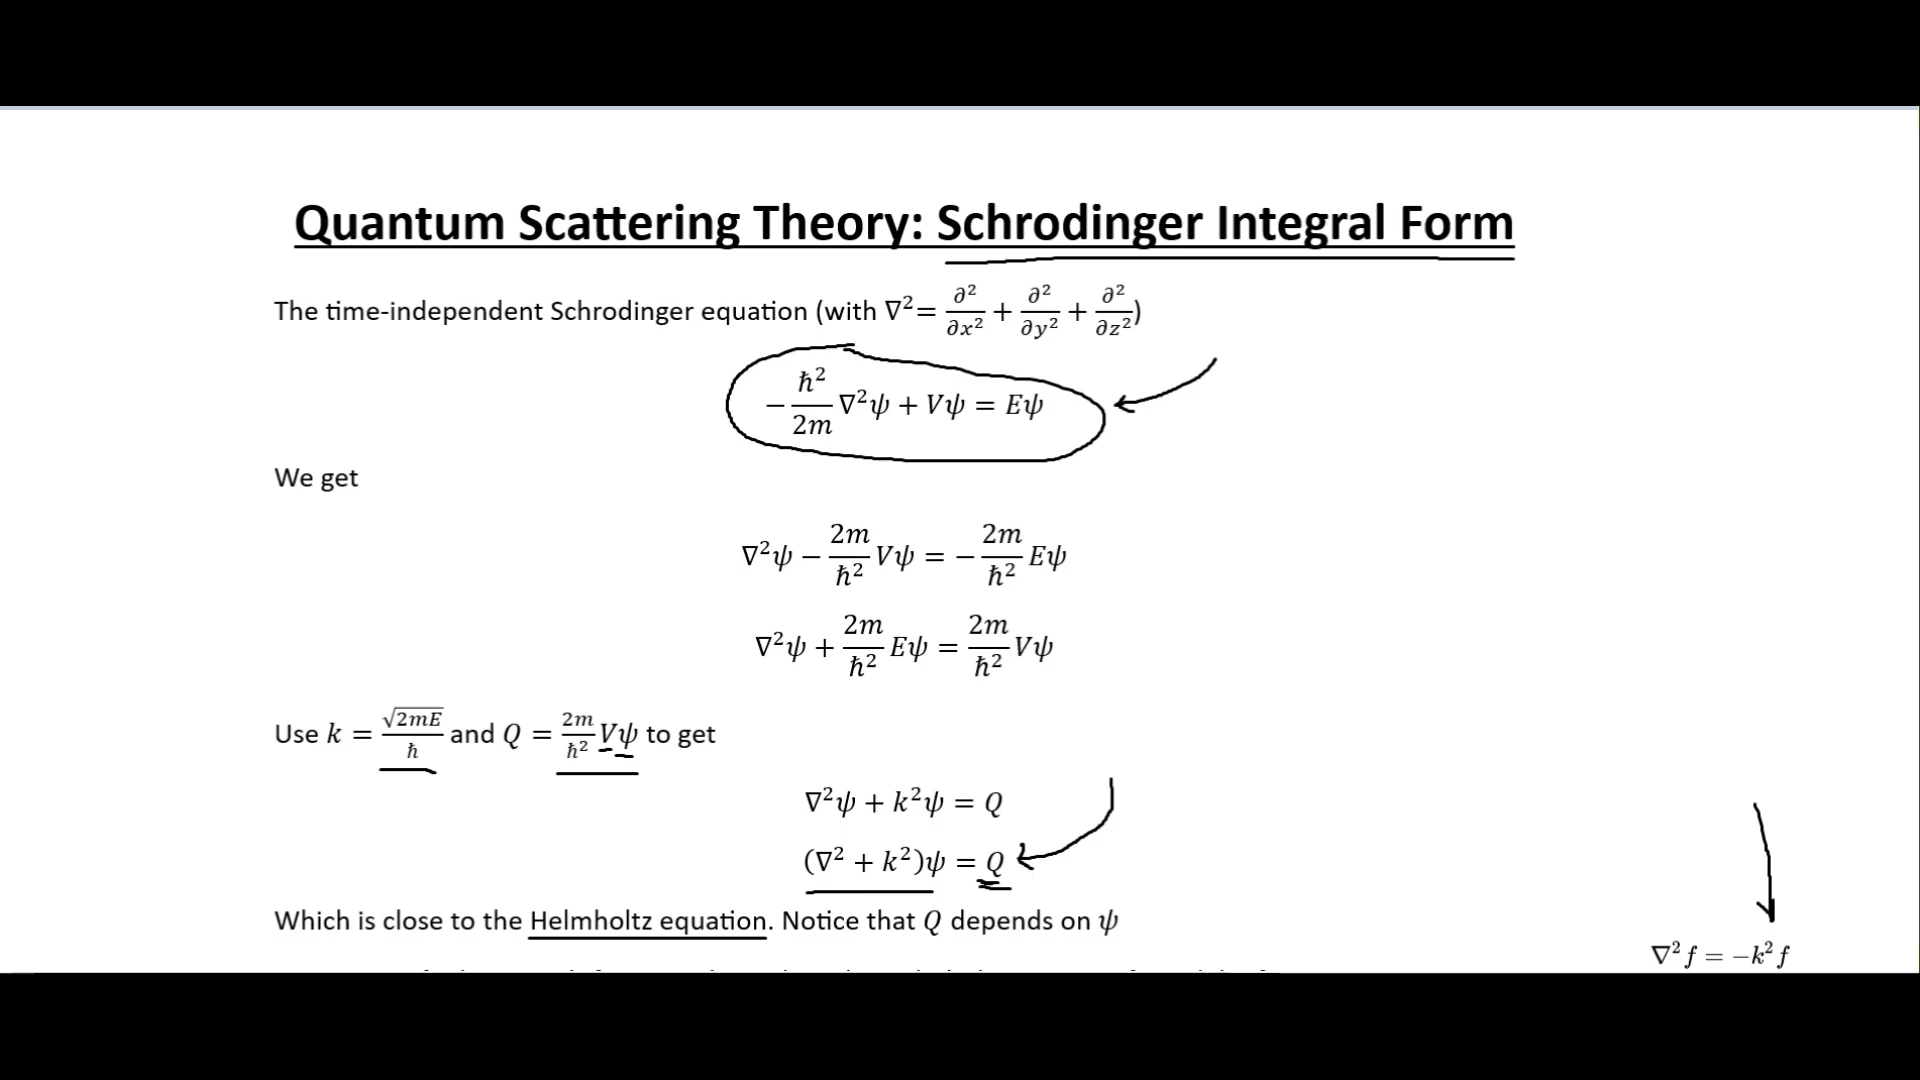 Quantum Scattering Theory: Schrodinger Integral Form
The time-independent Schrodinger equation (with ∇²= ∂²/∂x² + ∂²/∂y² + ∂²/∂z²)
−ħ²/2m ∇²ψ + Vψ = Eψ
We get
∇²ψ − 2m/ħ² Vψ = − 2m/ħ² Eψ
∇²ψ + 2m/ħ² Eψ = 2m/ħ² Vψ
Use k = √2mE/ħ and Q = 2m/ħ² Vψ to get
∇²ψ + k²ψ = Q
(∇² + k²)ψ = Q
Which is close to the Helmholtz equation. Notice that Q depends on ψ
∇²f = −k²f